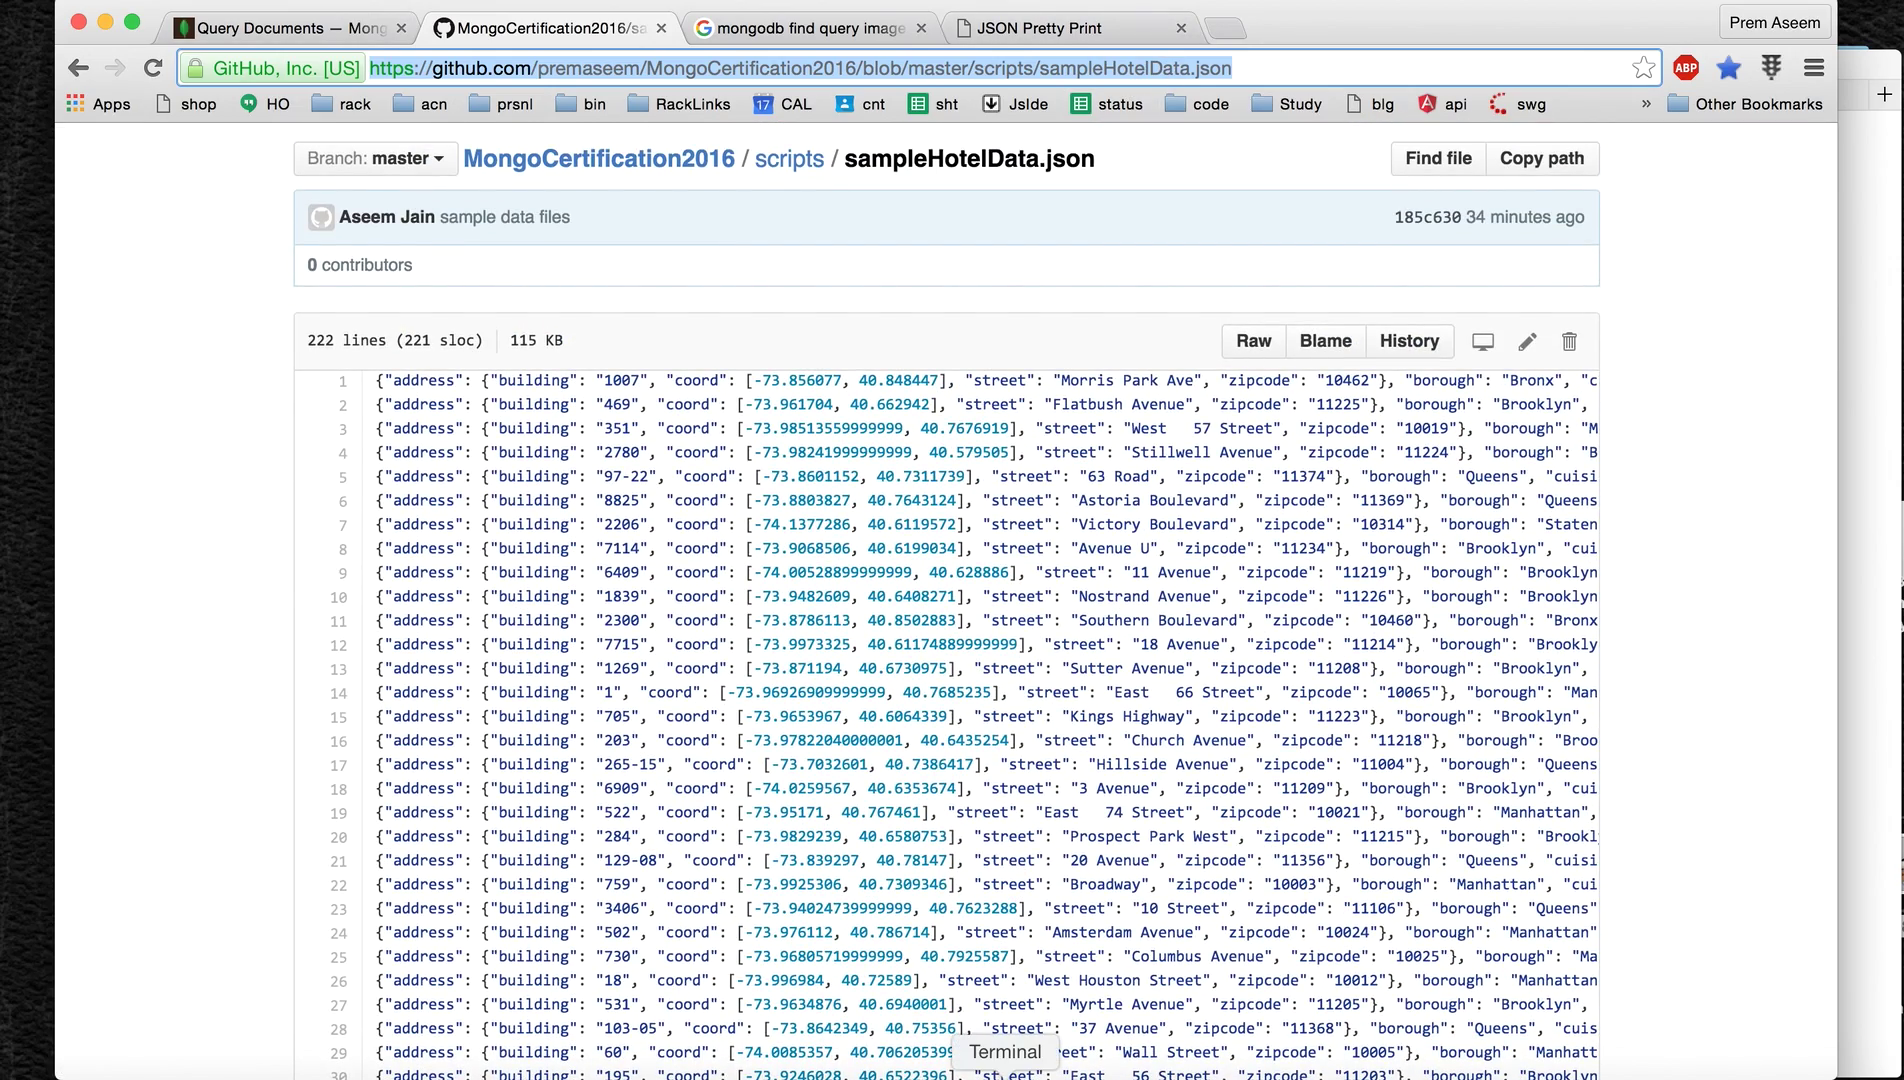 Query Documents — Mong
MongoCertification2016/sa
mongodb find query image
JSON Pretty Print
Prem Aseem
GitHub, Inc. [US] https://github.com/premaseem/MongoCertification2016/blob/master/scripts/sampleHotelData.json
ABP
Apps shop HO rack acn prsnl bin RackLinks 17 CAL cnt sht Jslde status code Study blg api swg » Other Bookmarks
Branch: master MongoCertification2016 / scripts / sampleHotelData.json Find file Copy path
Aseem Jain sample data files 185c630 34 minutes ago
0 contributors
222 lines (221 sloc) 115 KB Raw Blame History
1 {"address": {"building": "1007", "coord": [-73.856077, 40.848447], "street": "Morris Park Ave", "zipcode": "10462"}, "borough": "Bronx", "c
2 {"address": {"building": "469", "coord": [-73.961704, 40.662942], "street": "Flatbush Avenue", "zipcode": "11225"}, "borough": "Brooklyn",
3 {"address": {"building": "351", "coord": [-73.98513559999999, 40.7676919], "street": "West   57 Street", "zipcode": "10019"}, "borough": "M
4 {"address": {"building": "2780", "coord": [-73.98241999999999, 40.579505], "street": "Stillwell Avenue", "zipcode": "11224"}, "borough": "B
5 {"address": {"building": "97-22", "coord": [-73.8601152, 40.7311739], "street": "63 Road", "zipcode": "11374"}, "borough": "Queens", "cuisi
6 {"address": {"building": "8825", "coord": [-73.8803827, 40.7643124], "street": "Astoria Boulevard", "zipcode": "11369"}, "borough": "Queens
7 {"address": {"building": "2206", "coord": [-74.1377286, 40.6119572], "street": "Victory Boulevard", "zipcode": "10314"}, "borough": "Staten
8 {"address": {"building": "7114", "coord": [-73.9068506, 40.6199034], "street": "Avenue U", "zipcode": "11234"}, "borough": "Brooklyn", "cui
9 {"address": {"building": "6409", "coord": [-74.00528899999999, 40.628886], "street": "11 Avenue", "zipcode": "11219"}, "borough": "Brooklyn
10 {"address": {"building": "1839", "coord": [-73.9482609, 40.6408271], "street": "Nostrand Avenue", "zipcode": "11226"}, "borough": "Brooklyn
11 {"address": {"building": "2300", "coord": [-73.8786113, 40.8502883], "street": "Southern Boulevard", "zipcode": "10460"}, "borough": "Bronx
12 {"address": {"building": "7715", "coord": [-73.9973325, 40.61174889999999], "street": "18 Avenue", "zipcode": "11214"}, "borough": "Brookly
13 {"address": {"building": "1269", "coord": [-73.871194, 40.6730975], "street": "Sutter Avenue", "zipcode": "11208"}, "borough": "Brooklyn",
14 {"address": {"building": "1", "coord": [-73.96926909999999, 40.7685235], "street": "East   66 Street", "zipcode": "10065"}, "borough": "Man
15 {"address": {"building": "705", "coord": [-73.9653967, 40.6064339], "street": "Kings Highway", "zipcode": "11223"}, "borough": "Brooklyn",
16 {"address": {"building": "203", "coord": [-73.97822040000001, 40.6435254], "street": "Church Avenue", "zipcode": "11218"}, "borough": "Broo
17 {"address": {"building": "265-15", "coord": [-73.7032601, 40.7386417], "street": "Hillside Avenue", "zipcode": "11004"}, "borough": "Queens
18 {"address": {"building": "6909", "coord": [-74.0259567, 40.6353674], "street": "3 Avenue", "zipcode": "11209"}, "borough": "Brooklyn", "cui
19 {"address": {"building": "522", "coord": [-73.95171, 40.767461], "street": "East   74 Street", "zipcode": "10021"}, "borough": "Manhattan",
20 {"address": {"building": "284", "coord": [-73.9829239, 40.6580753], "street": "Prospect Park West", "zipcode": "11215"}, "borough": "Brookl
21 {"address": {"building": "129-08", "coord": [-73.839297, 40.78147], "street": "20 Avenue", "zipcode": "11356"}, "borough": "Queens", "cuisi
22 {"address": {"building": "759", "coord": [-73.9925306, 40.7309346], "street": "Broadway", "zipcode": "10003"}, "borough": "Manhattan", "cui
23 {"address": {"building": "3406", "coord": [-73.94024739999999, 40.7623288], "street": "10 Street", "zipcode": "11106"}, "borough": "Queens"
24 {"address": {"building": "502", "coord": [-73.976112, 40.786714], "street": "Amsterdam Avenue", "zipcode": "10024"}, "borough": "Manhattan"
25 {"address": {"building": "730", "coord": [-73.96805719999999, 40.7925587], "street": "Columbus Avenue", "zipcode": "10025"}, "borough": "Ma
26 {"address": {"building": "18", "coord": [-73.996984, 40.72589], "street": "West Houston Street", "zipcode": "10012"}, "borough": "Manhattan
27 {"address": {"building": "531", "coord": [-73.9634876, 40.6940001], "street": "Myrtle Avenue", "zipcode": "11205"}, "borough": "Brooklyn",
28 {"address": {"building": "103-05", "coord": [-73.8642349, 40.75356], "street": "37 Avenue", "zipcode": "11368"}, "borough": "Queens", "cuis
29 {"address": {"building": "60", "coord": [-74.0085357, 40.706205399 Terminal eet": "Wall Street", "zipcode": "10005"}, "borough": "Manhatt
30 {"address": {"building": "195", "coord": [-73.9246028, 40.6522396], "street": "East   56 Street", "zipcode": "11203"}, "borough": "Brooklyn